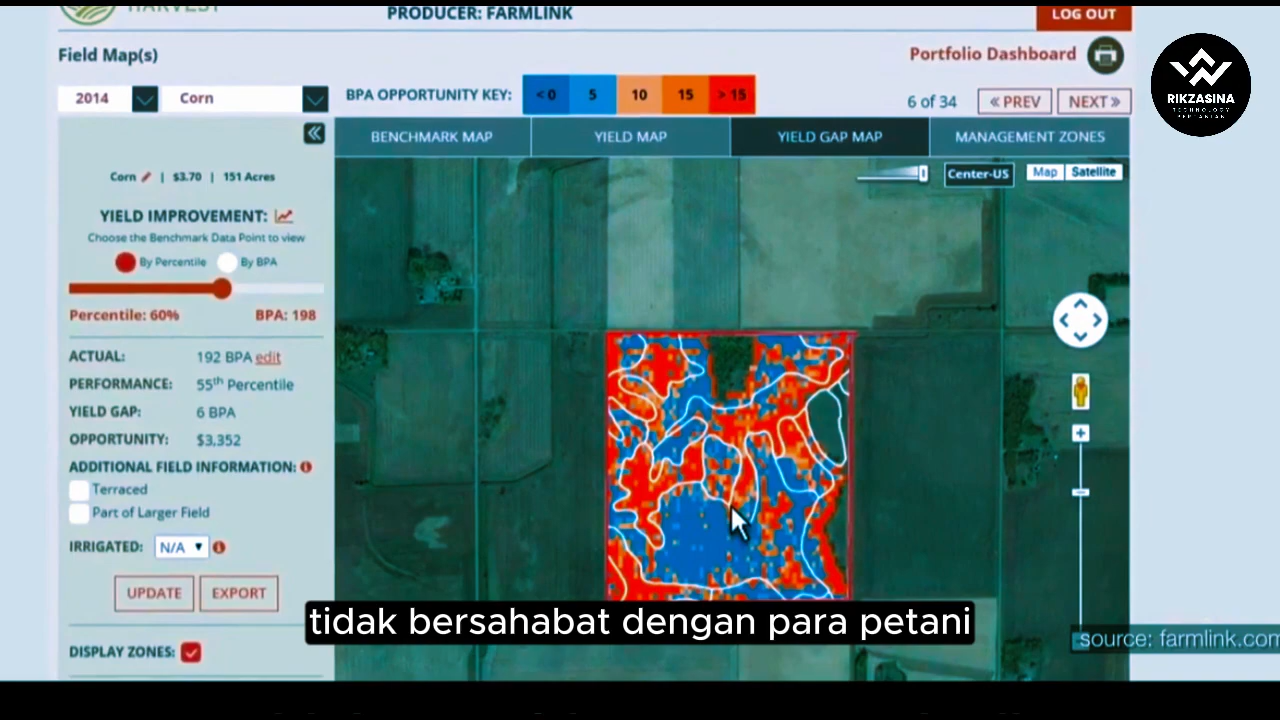 HARVEST
PRODUCER: FARMLINK
LOG OUT
Field Map(s)
Portfolio Dashboard
2014
Corn
BPA OPPORTUNITY KEY:
< 0
5
10
15
> 15
6 of 34
« PREV
NEXT »
RIKZASINA
TECHNOLOGY
PERTANIAN
«
BENCHMARK MAP
YIELD MAP
YIELD GAP MAP
MANAGEMENT ZONES
Corn | $3.70 | 151 Acres
Center-US
Map
Satellite
YIELD IMPROVEMENT:
Choose the Benchmark Data Point to view
By Percentile
By BPA
Percentile: 60%
BPA: 198
ACTUAL: 192 BPA edit
PERFORMANCE: 55th Percentile
YIELD GAP: 6 BPA
OPPORTUNITY: $3,352
ADDITIONAL FIELD INFORMATION:
Terraced
Part of Larger Field
IRRIGATED: N/A
UPDATE
EXPORT
tidak bersahabat dengan para petani
source: farmlink.com
DISPLAY ZONES: